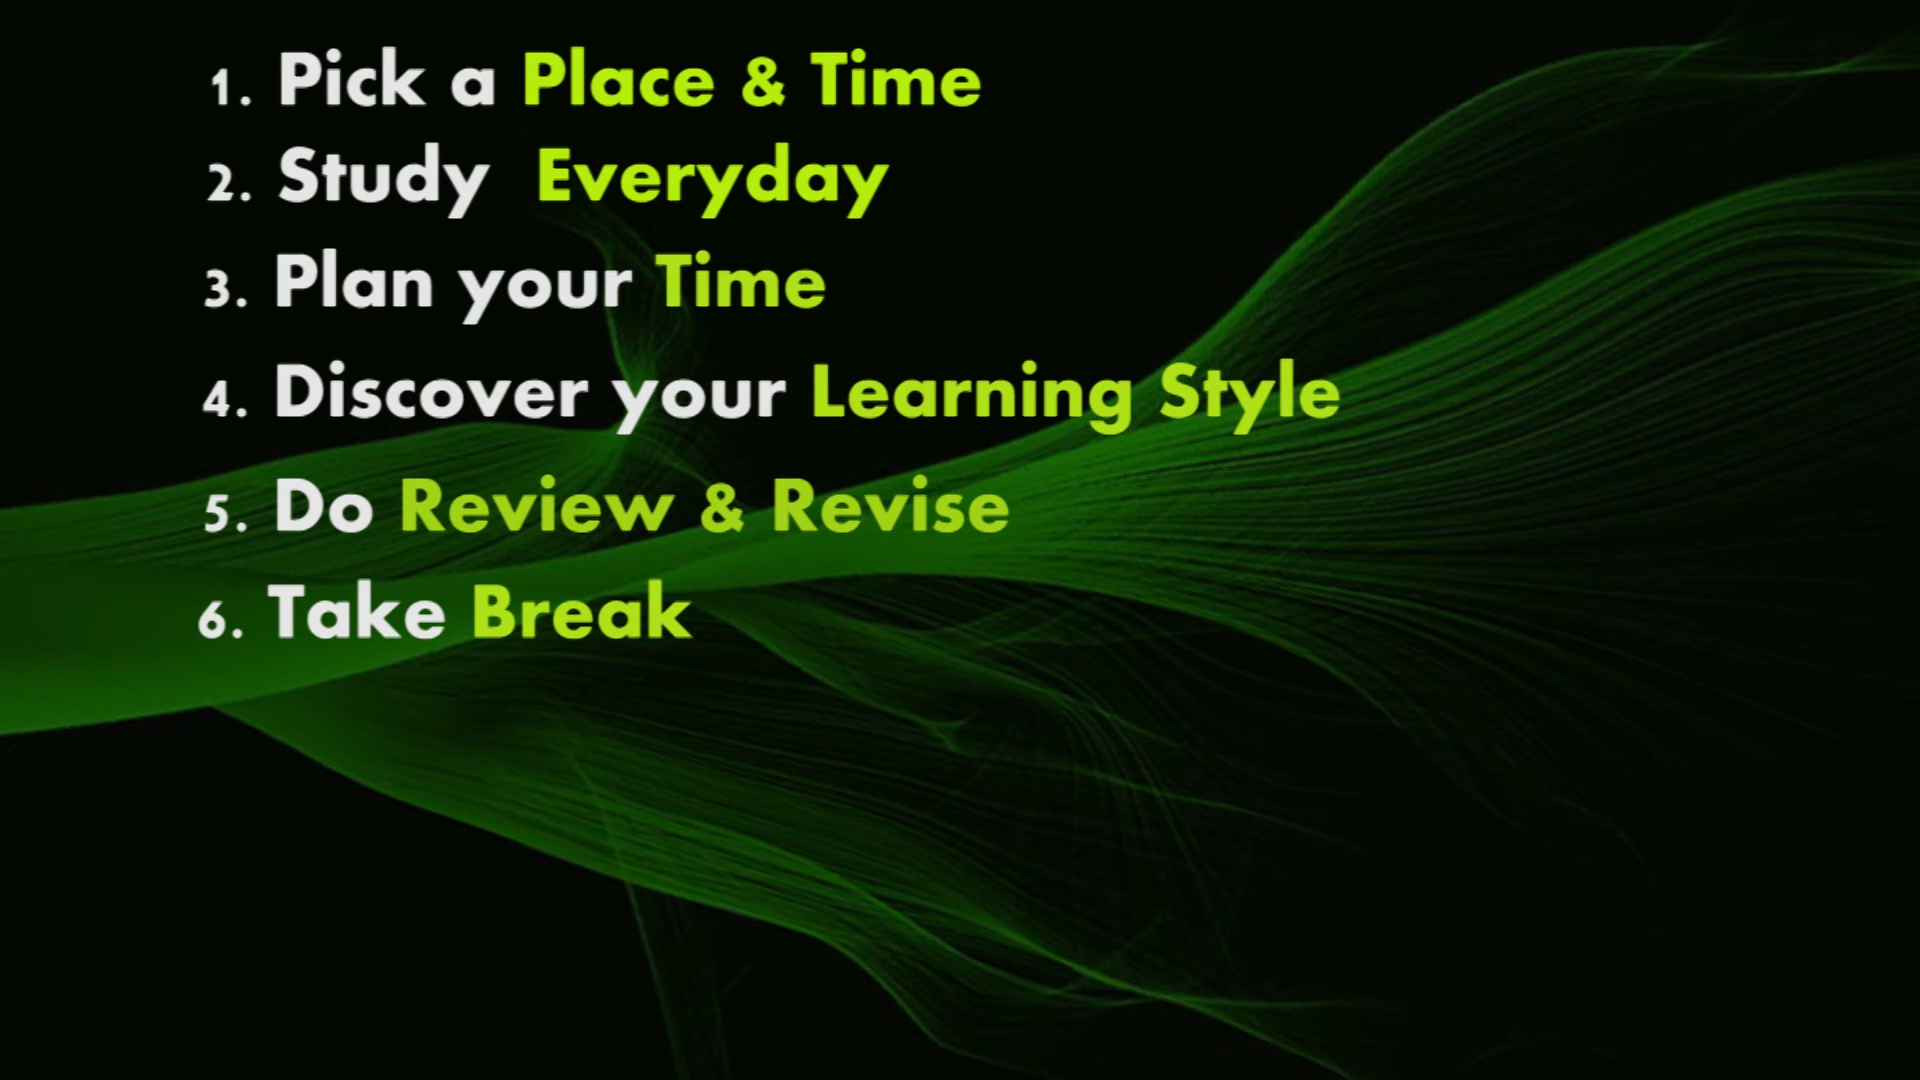 1. Pick a Place & Time
2. Study Everyday
3. Plan your Time
4. Discover your Learning Style
5. Do Review & Revise
6. Take Break